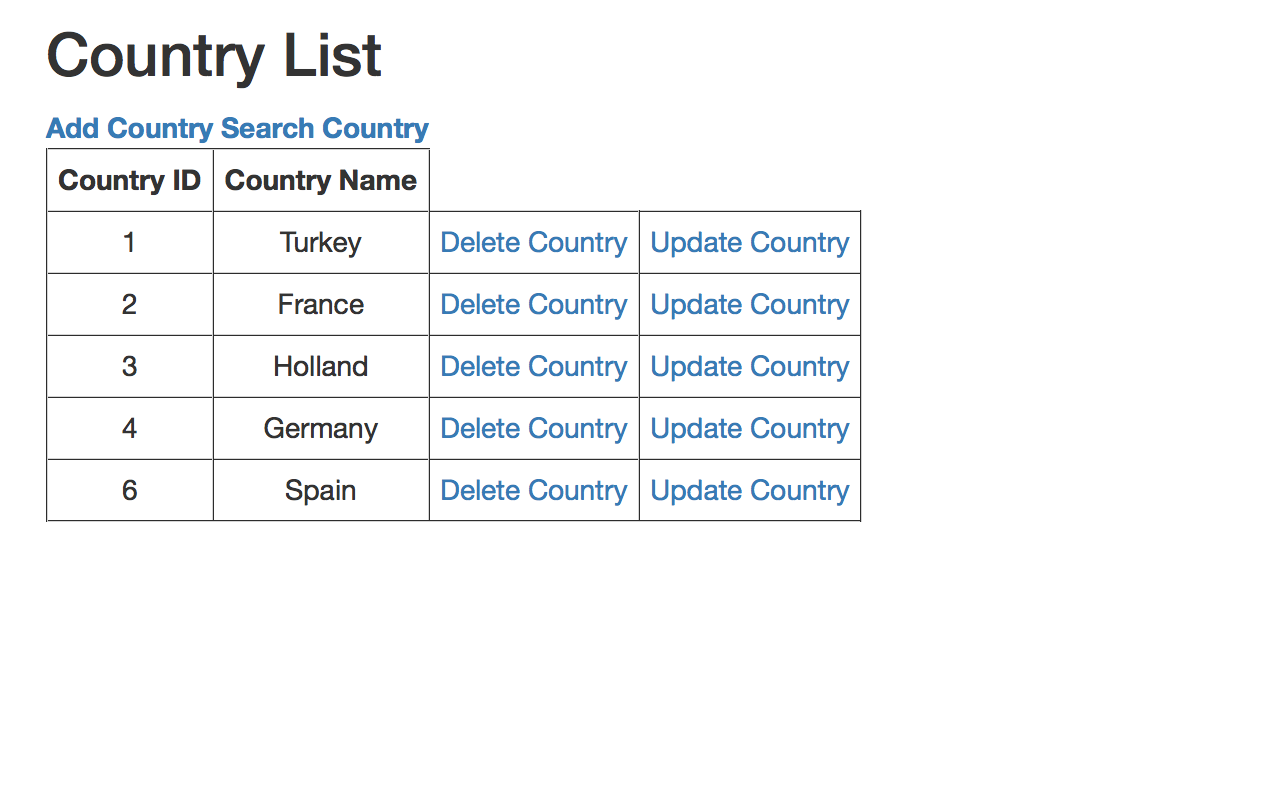 Country List
Add Country Search Country
Country ID Country Name
1 Turkey Delete Country Update Country
2 France Delete Country Update Country
3 Holland Delete Country Update Country
4 Germany Delete Country Update Country
6 Spain Delete Country Update Country